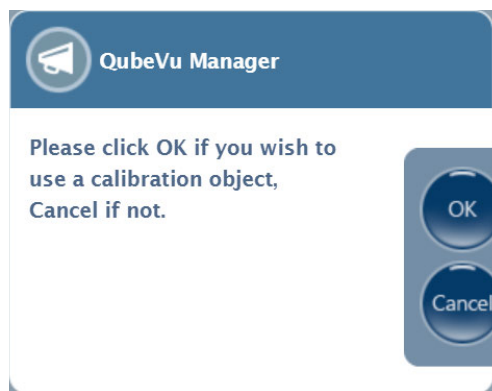 QubeVu Manager
Please click OK if you wish to
use a calibration object,
Cancel if not.
OK
Cancel